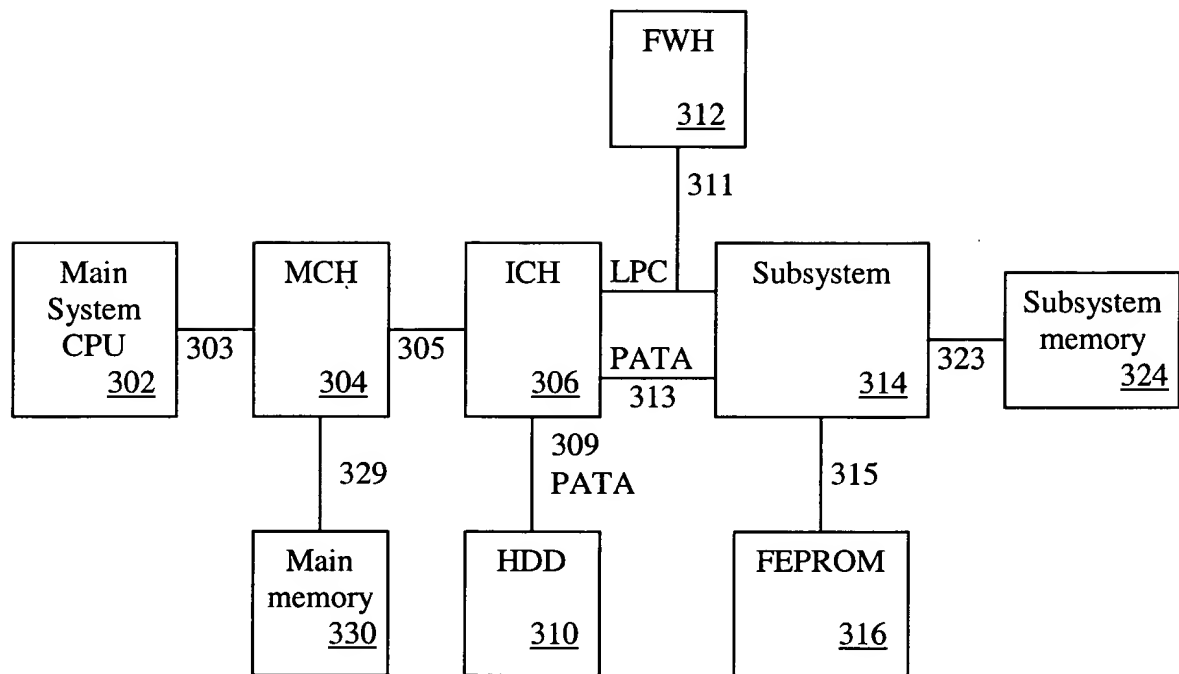 FWH
312
311
Main
System
CPU
302
303
MCH
304
305
ICH
306
LPC
PATA
313
Subsystem
314
323
Subsystem
memory
324
329
309
PATA
315
Main
memory
330
HDD
310
FEPROM
316